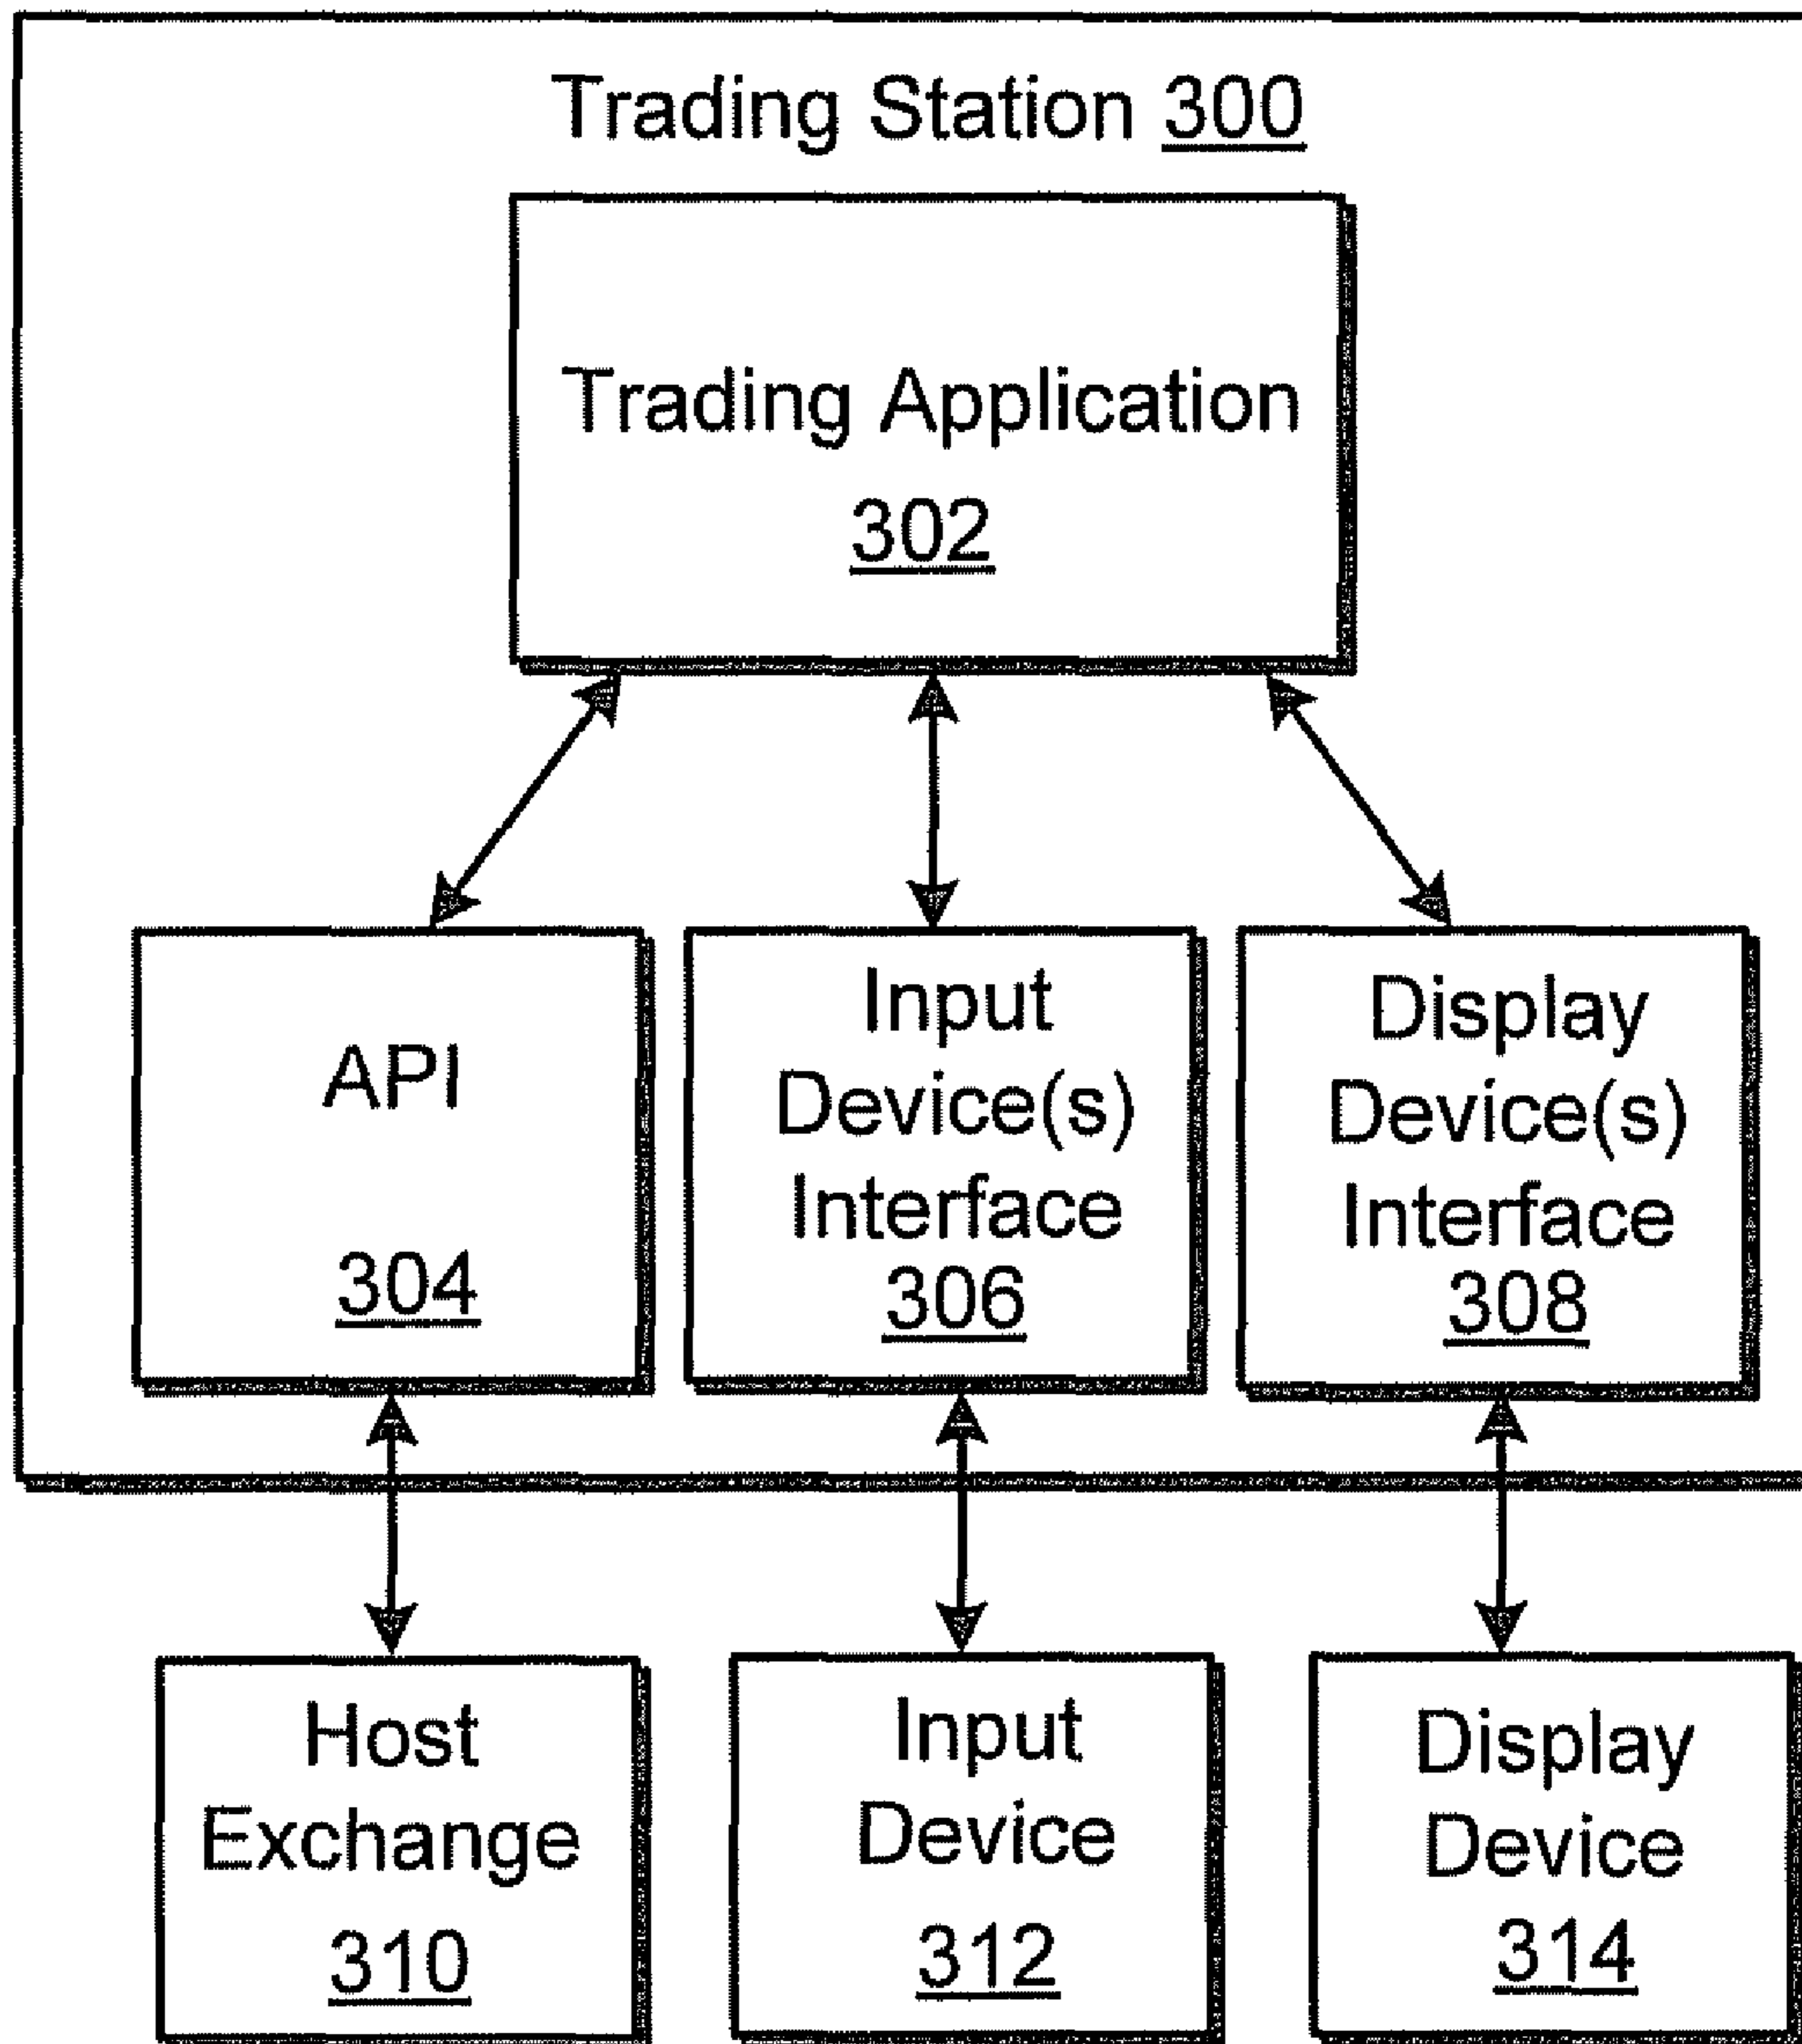 Trading Station 300
Trading Application
302
API
304
Input
Device(s)
Interface
306
Display
Device(s)
Interface
308
Host
Exchange
310
Input
Device
312
Display
Device
314